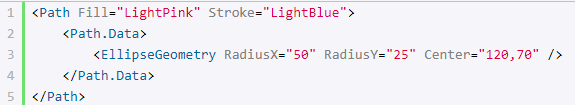 1 <Path Fill="LightPink" Stroke="LightBlue">
2     <Path.Data>
3         <EllipseGeometry RadiusX="50" RadiusY="25" Center="120,70" />
4     </Path.Data>
5 </Path>